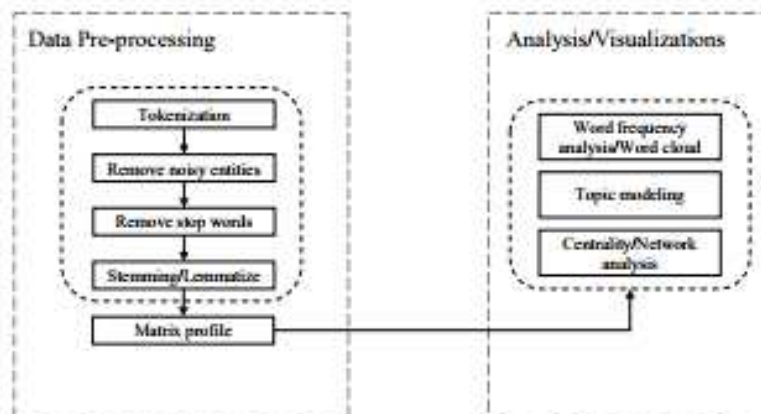 Data Pre-processing
Tokenization
Remove noisy entities
Remove stop words
Stemming/Lemmatize
Matrix profile
Analysis/Visualizations
Word frequency
analysis/Word cloud
Topic modeling
Centrality/Network
analysis